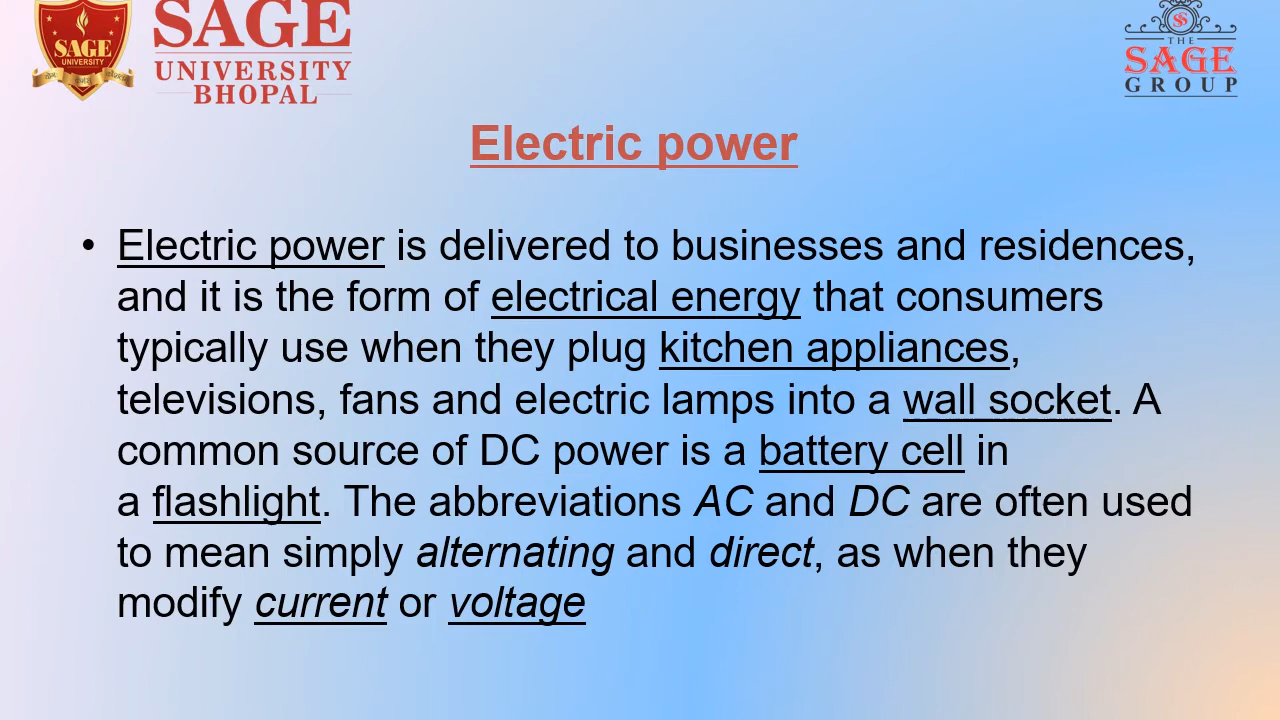 SAGE
UNIVERSITY
SAGE
UNIVERSITY
BHOPAL
THE
SAGE
GROUP
Electric power
• Electric power is delivered to businesses and residences,
and it is the form of electrical energy that consumers
typically use when they plug kitchen appliances,
televisions, fans and electric lamps into a wall socket. A
common source of DC power is a battery cell in
a flashlight. The abbreviations AC and DC are often used
to mean simply alternating and direct, as when they
modify current or voltage